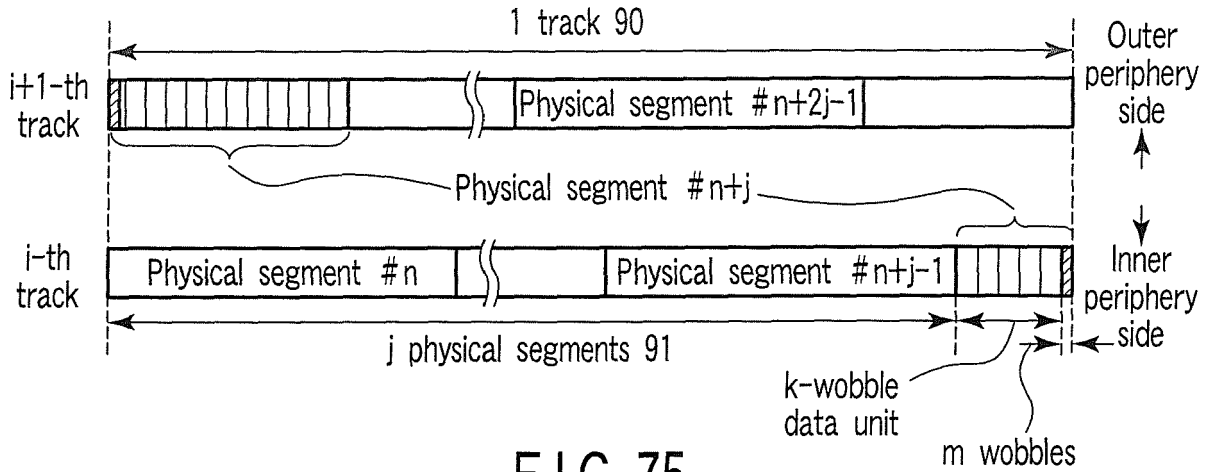 1 track 90
Outer
periphery
side
i+1-th
track
Physical segment #n+2j-1
Physical segment #n+j
i-th
track
Physical segment #n
Physical segment #n+j-1
Inner
periphery
side
j physical segments 91
k-wobble
data unit
m wobbles
FIG. 75